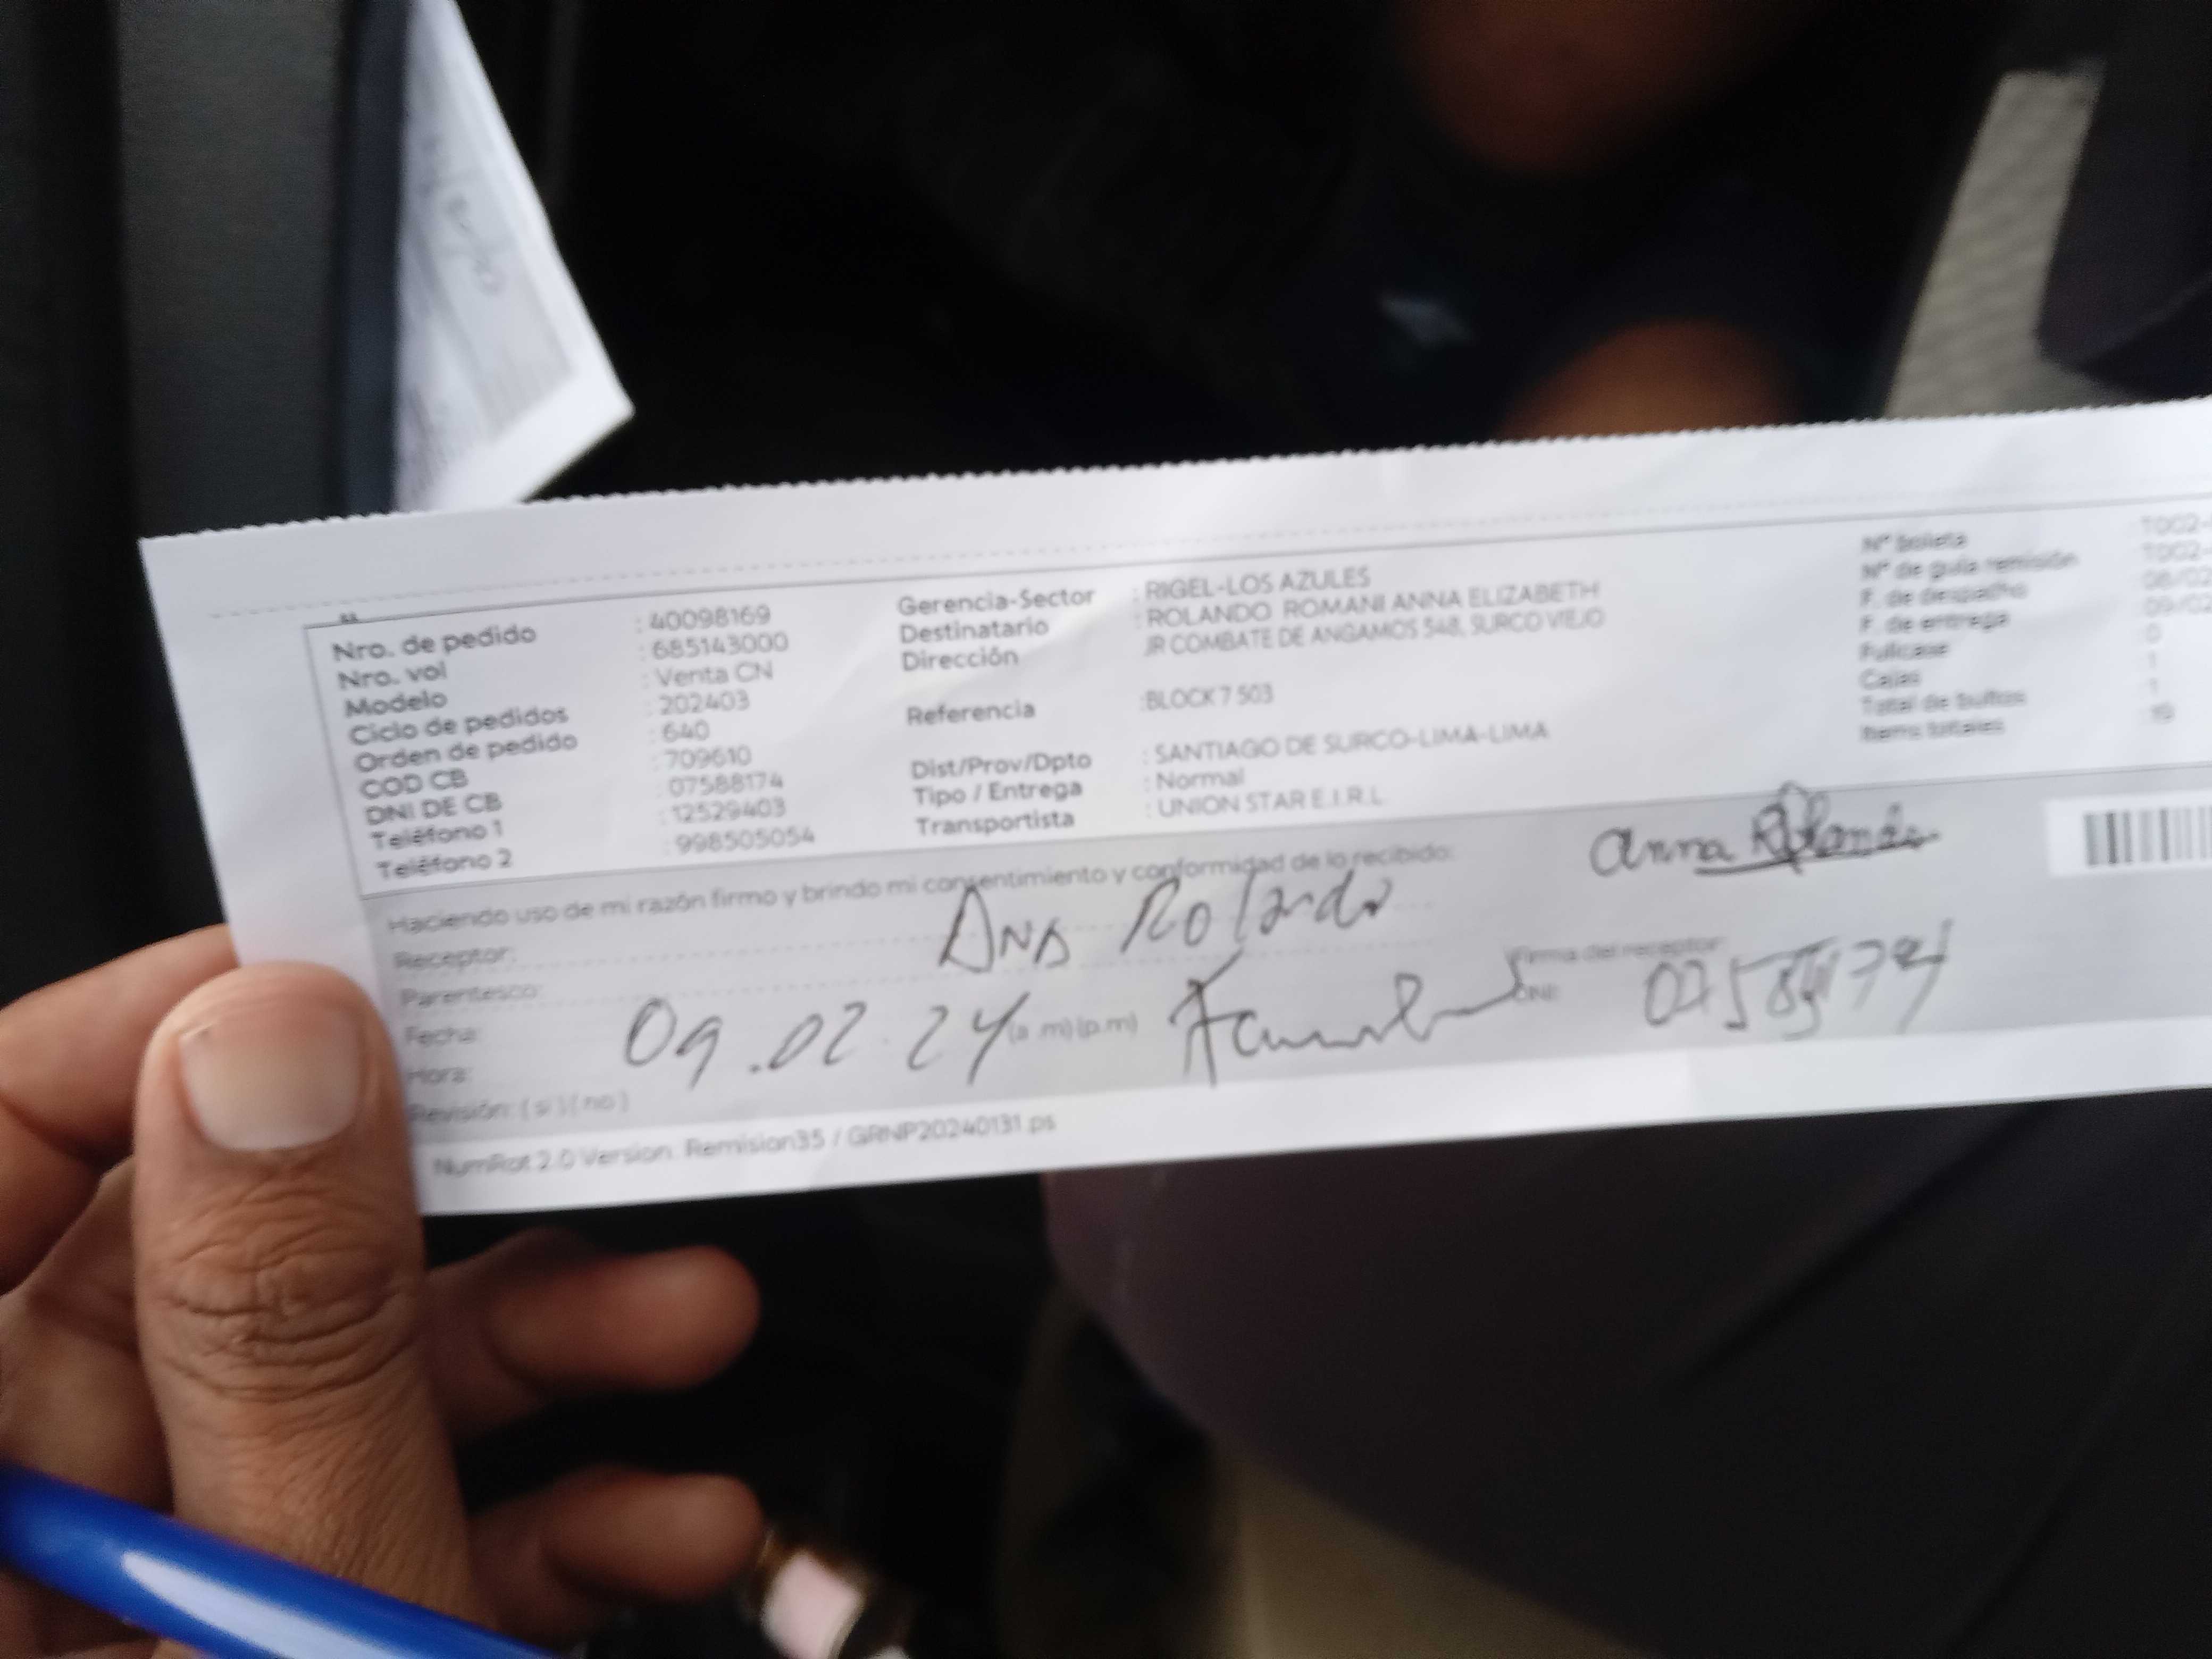 Nro. de pedido : 40098169
Nro. vol : 685143000
Modelo : Venta CN
Ciclo de pedidos : 202403
Orden de pedido : 640
COD CB : 709610
DNI DE CB : 07588174
Teléfono 1 : 12529403
Teléfono 2 : 998505054
Gerencia-Sector : RIGEL-LOS AZULES
Destinatario : ROLANDO ROMANI ANNA ELIZABETH
Dirección JR COMBATE DE ANGAMOS 548, SURCO VIEJO
Referencia :BLOCK 7 503
Dist/Prov/Dpto : SANTIAGO DE SURCO-LIMA-LIMA
Tipo / Entrega : Normal
Transportista : UNION STAR E.I.R.L.
N° boleta : T002-
N° de guía remisión : T002-
F. de despacho 08/02
F. de entrega 09/02
Fullcase 0
Cajas 1
Total de bultos 1
Items totales
Haciendo uso de mi razón firmo y brindo mi consentimiento y conformidad de lo recibido:
Anna Rolando
Receptor: Ana Rolando
Firma del receptor
Parentesco:
DNI:
Fecha: 09.02.24 (a.m) (p.m)
Hora:
Revisión: ( si ) ( no )
NumRot 2.0 Version: Remision35 / GRNP20240131.ps